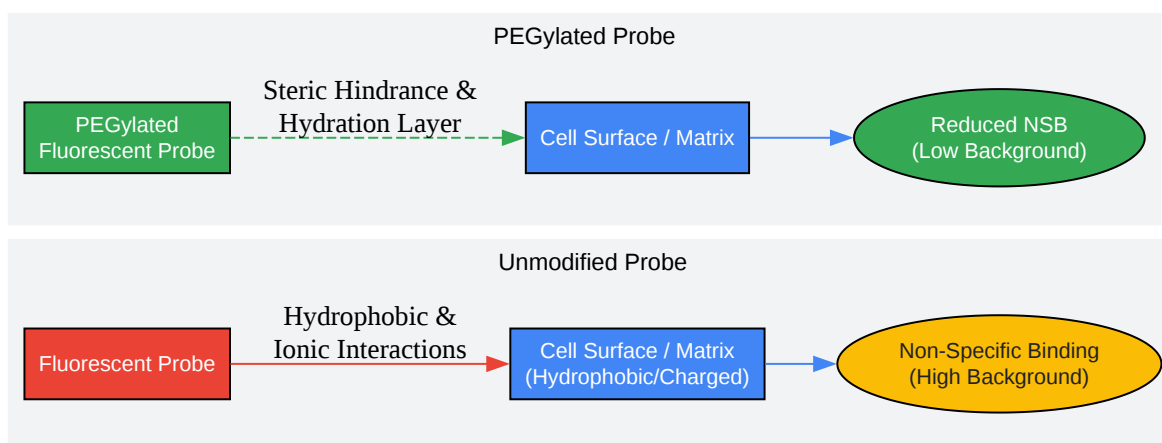 PEGylated Probe
PEGylated
Fluorescent Probe
Steric Hindrance &
Hydration Layer
Cell Surface / Matrix
Reduced NSB
(Low Background)
Unmodified Probe
Fluorescent Probe
Hydrophobic &
Ionic Interactions
Cell Surface / Matrix
(Hydrophobic/Charged)
Non-Specific Binding
(High Background)